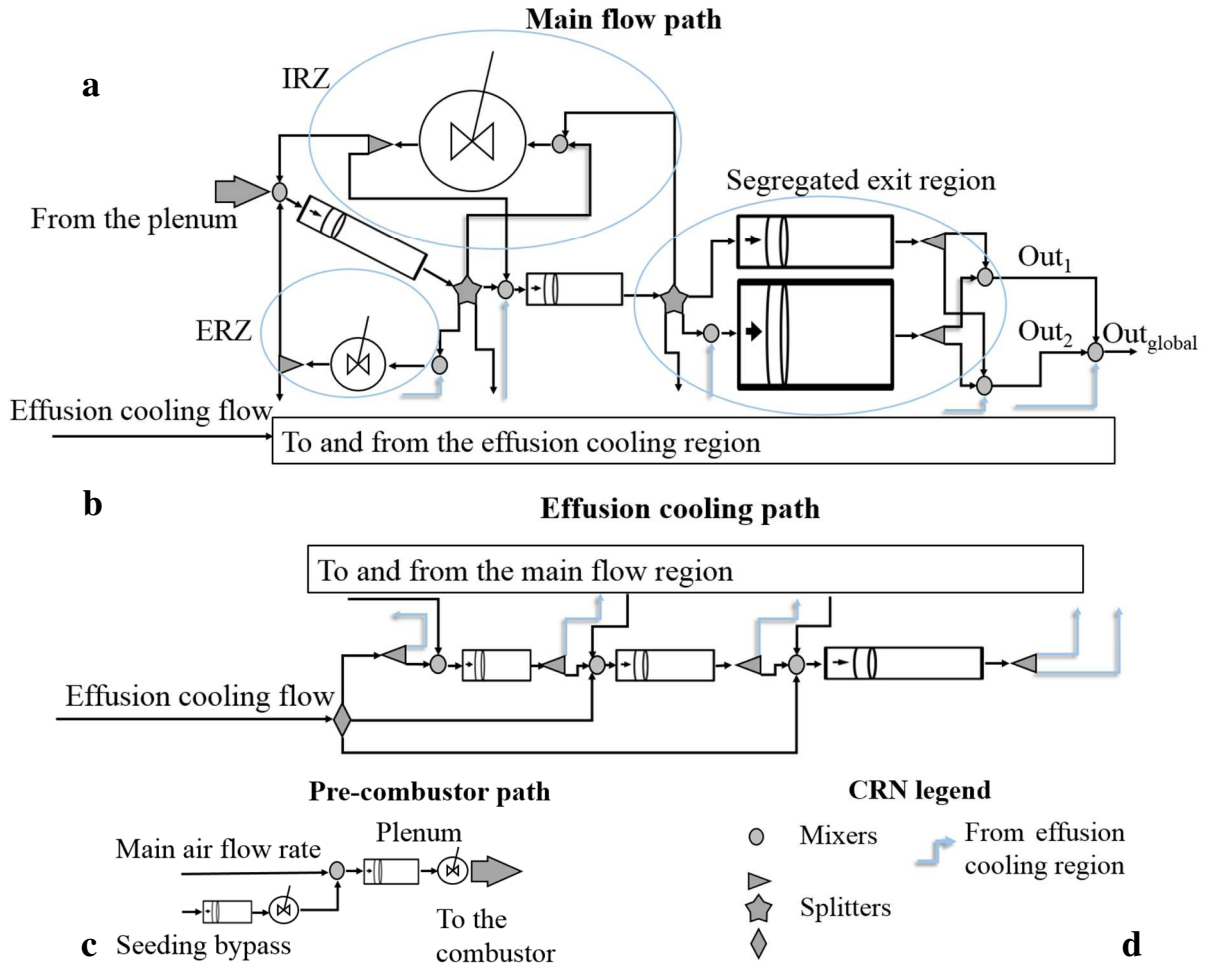 Main flow path
a
IRZ
From the plenum
Segregated exit region
ERZ
Out1
Out2
Outglobal
Effusion cooling flow
To and from the effusion cooling region
b
Effusion cooling path
To and from the main flow region
Effusion cooling flow
Pre-combustor path
Plenum
Main air flow rate
Seeding bypass
To the
combustor
c
CRN legend
Mixers
From effusion
cooling region
Splitters
d